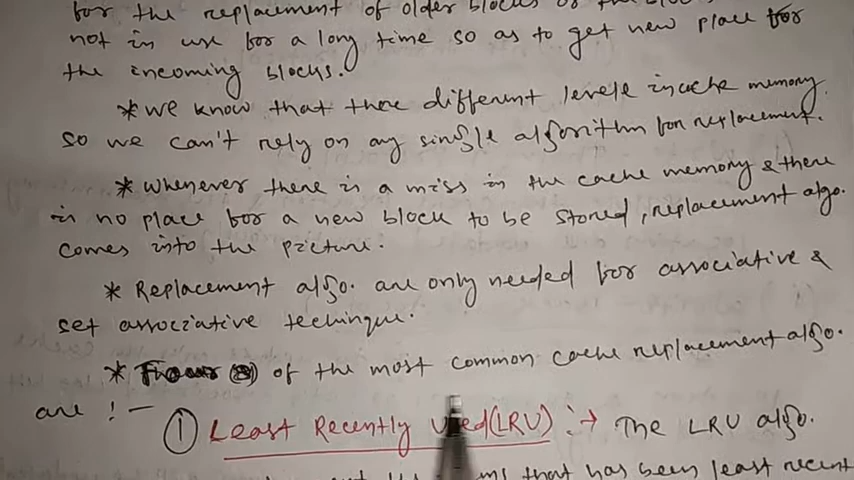 for the replacement of older blocks or the
not in use for a long time so as to get new place for
the incoming blocks.
* we know that there different levels in cache memory
so we can't rely on any single algorithm for replacement.
* Whenever there is a miss in the cache memory & there
is no place for a new block to be stored, replacement algo.
comes into the picture.
* Replacement algo. are only needed for associative &
set associative techinque.
* of the most common cache replacement algo.
are :-
① Least Recently Used(LRU) :→ The LRU algo.
that has been least recent